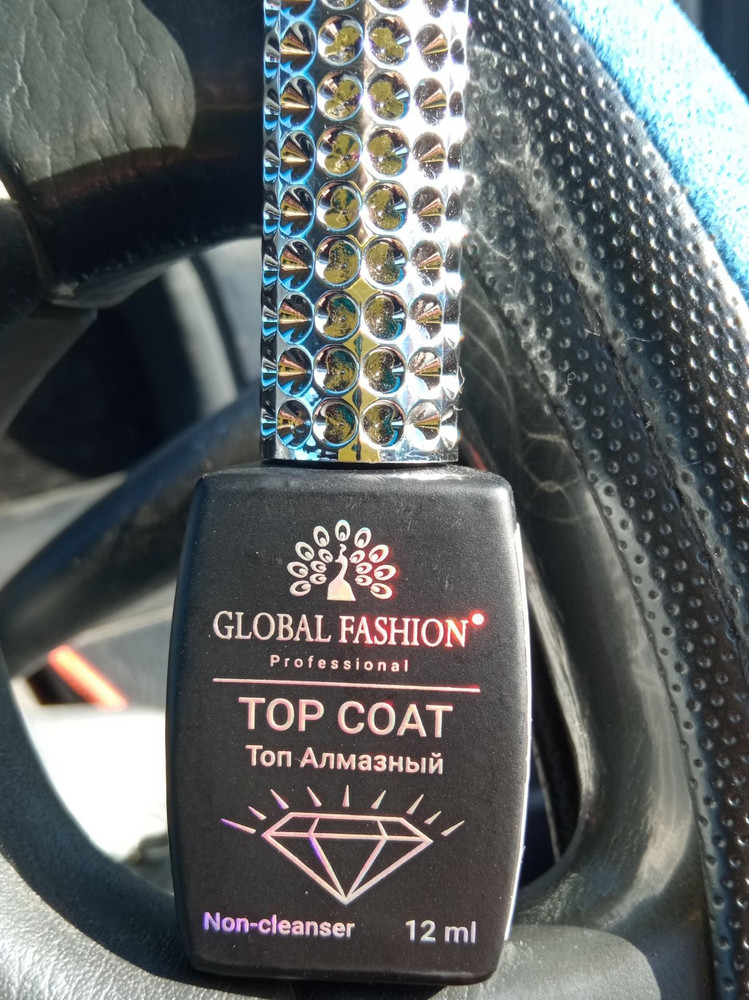 GLOBAL FASHION®
Professional
TOP COAT
Топ Алмазный
Non-cleanser 12 ml